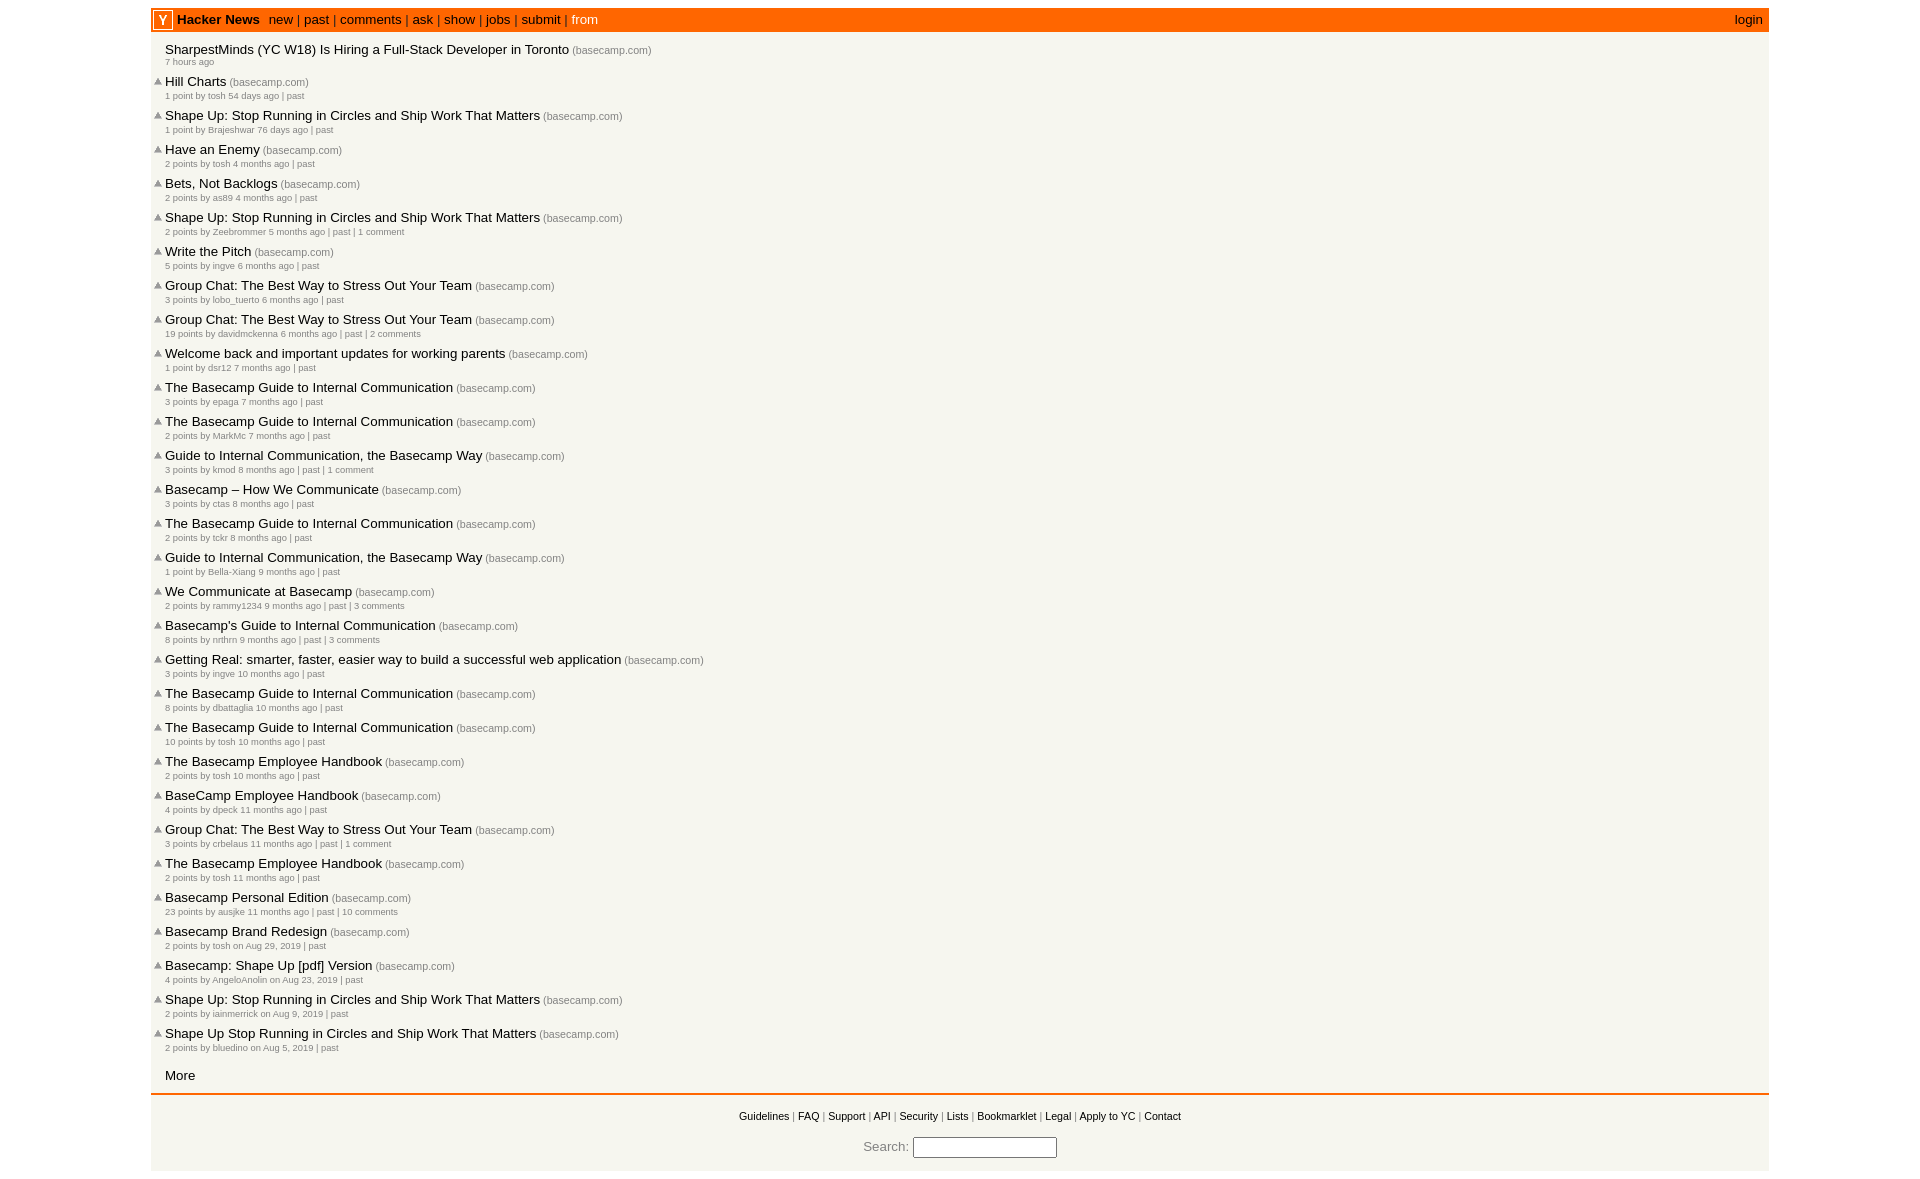 Y Hacker News new | past | comments | ask | show | jobs | submit | from login
SharpestMinds (YC W18) Is Hiring a Full-Stack Developer in Toronto (basecamp.com)
7 hours ago
Hill Charts (basecamp.com)
1 point by tosh 54 days ago | past
Shape Up: Stop Running in Circles and Ship Work That Matters (basecamp.com)
1 point by Brajeshwar 76 days ago | past
Have an Enemy (basecamp.com)
2 points by tosh 4 months ago | past
Bets, Not Backlogs (basecamp.com)
2 points by as89 4 months ago | past
Shape Up: Stop Running in Circles and Ship Work That Matters (basecamp.com)
2 points by Zeebrommer 5 months ago | past | 1 comment
Write the Pitch (basecamp.com)
5 points by ingve 6 months ago | past
Group Chat: The Best Way to Stress Out Your Team (basecamp.com)
3 points by lobo_tuerto 6 months ago | past
Group Chat: The Best Way to Stress Out Your Team (basecamp.com)
19 points by davidmckenna 6 months ago | past | 2 comments
Welcome back and important updates for working parents (basecamp.com)
1 point by dsr12 7 months ago | past
The Basecamp Guide to Internal Communication (basecamp.com)
3 points by epaga 7 months ago | past
The Basecamp Guide to Internal Communication (basecamp.com)
2 points by MarkMc 7 months ago | past
Guide to Internal Communication, the Basecamp Way (basecamp.com)
3 points by kmod 8 months ago | past | 1 comment
Basecamp – How We Communicate (basecamp.com)
3 points by ctas 8 months ago | past
The Basecamp Guide to Internal Communication (basecamp.com)
2 points by tckr 8 months ago | past
Guide to Internal Communication, the Basecamp Way (basecamp.com)
1 point by Bella-Xiang 9 months ago | past
We Communicate at Basecamp (basecamp.com)
2 points by rammy1234 9 months ago | past | 3 comments
Basecamp's Guide to Internal Communication (basecamp.com)
8 points by nrthrn 9 months ago | past | 3 comments
Getting Real: smarter, faster, easier way to build a successful web application (basecamp.com)
3 points by ingve 10 months ago | past
The Basecamp Guide to Internal Communication (basecamp.com)
8 points by dbattaglia 10 months ago | past
The Basecamp Guide to Internal Communication (basecamp.com)
10 points by tosh 10 months ago | past
The Basecamp Employee Handbook (basecamp.com)
2 points by tosh 10 months ago | past
BaseCamp Employee Handbook (basecamp.com)
4 points by dpeck 11 months ago | past
Group Chat: The Best Way to Stress Out Your Team (basecamp.com)
3 points by crbelaus 11 months ago | past | 1 comment
The Basecamp Employee Handbook (basecamp.com)
2 points by tosh 11 months ago | past
Basecamp Personal Edition (basecamp.com)
23 points by ausjke 11 months ago | past | 10 comments
Basecamp Brand Redesign (basecamp.com)
2 points by tosh on Aug 29, 2019 | past
Basecamp: Shape Up [pdf] Version (basecamp.com)
4 points by AngeloAnolin on Aug 23, 2019 | past
Shape Up: Stop Running in Circles and Ship Work That Matters (basecamp.com)
2 points by iainmerrick on Aug 9, 2019 | past
Shape Up Stop Running in Circles and Ship Work That Matters (basecamp.com)
2 points by bluedino on Aug 5, 2019 | past
More
Guidelines | FAQ | Support | API | Security | Lists | Bookmarklet | Legal | Apply to YC | Contact
Search: